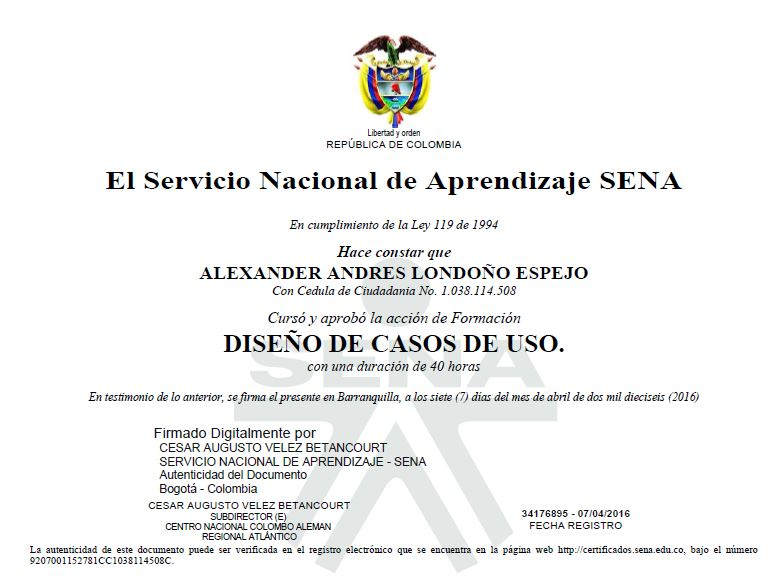 Libertad y orden
REPÚBLICA DE COLOMBIA
El Servicio Nacional de Aprendizaje SENA
En cumplimiento de la Ley 119 de 1994
Hace constar que
ALEXANDER ANDRES LONDOÑO ESPEJO
Con Cedula de Ciudadania No. 1.038.114.508
Cursó y aprobó la acción de Formación
DISEÑO DE CASOS DE USO.
con una duración de 40 horas
SENA
En testimonio de lo anterior, se firma el presente en Barranquilla, a los siete (7) días del mes de abril de dos mil dieciseis (2016)
Firmado Digitalmente por
CESAR AUGUSTO VELEZ BETANCOURT
SERVICIO NACIONAL DE APRENDIZAJE - SENA
Autenticidad del Documento
Bogotá - Colombia
CESAR AUGUSTO VELEZ BETANCOURT
SUBDIRECTOR (E)
CENTRO NACIONAL COLOMBO ALEMAN
REGIONAL ATLÁNTICO
34176895 - 07/04/2016
FECHA REGISTRO
La autenticidad de este documento puede ser verificada en el registro electrónico que se encuentra en la página web http://certificados.sena.edu.co, bajo el número
9207001152781CC1038114508C.